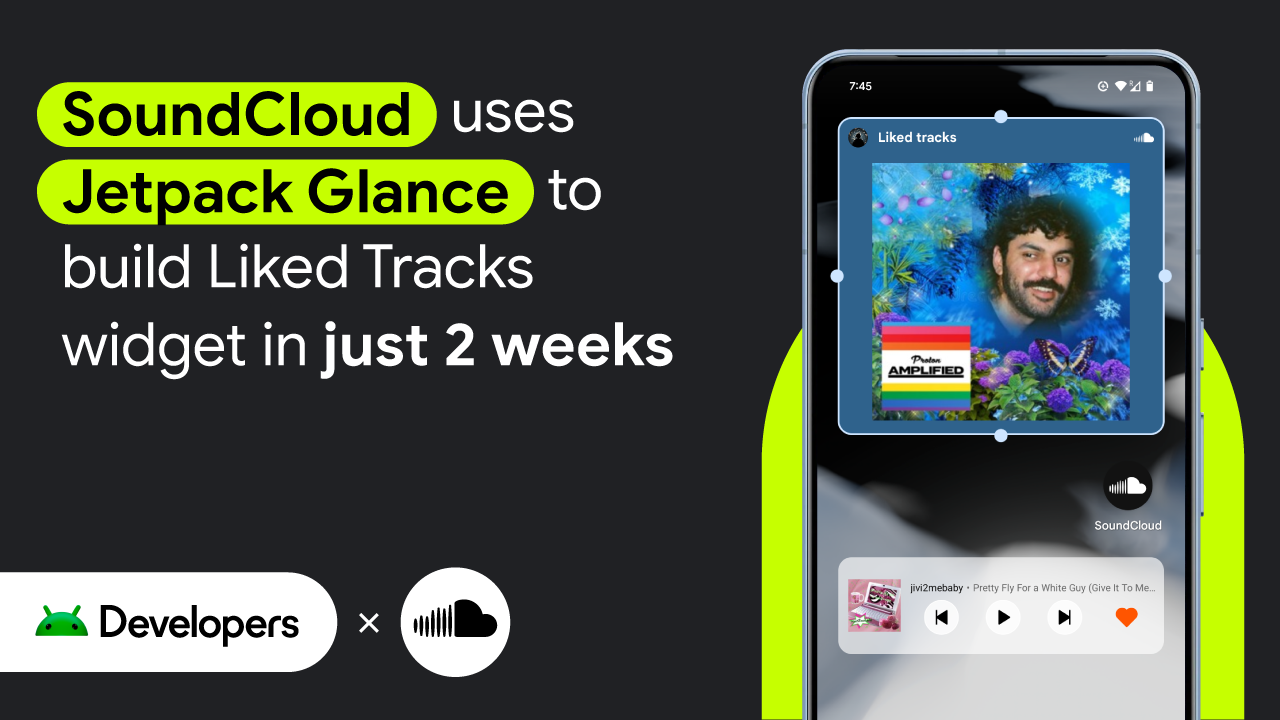 SoundCloud uses
Jetpack Glance to
build Liked Tracks
widget in just 2 weeks
Developers
×
7:45
Liked tracks
Proton
AMPLIFIED
SoundCloud
jivi2mebaby • Pretty Fly For a White Guy (Give It To Me...